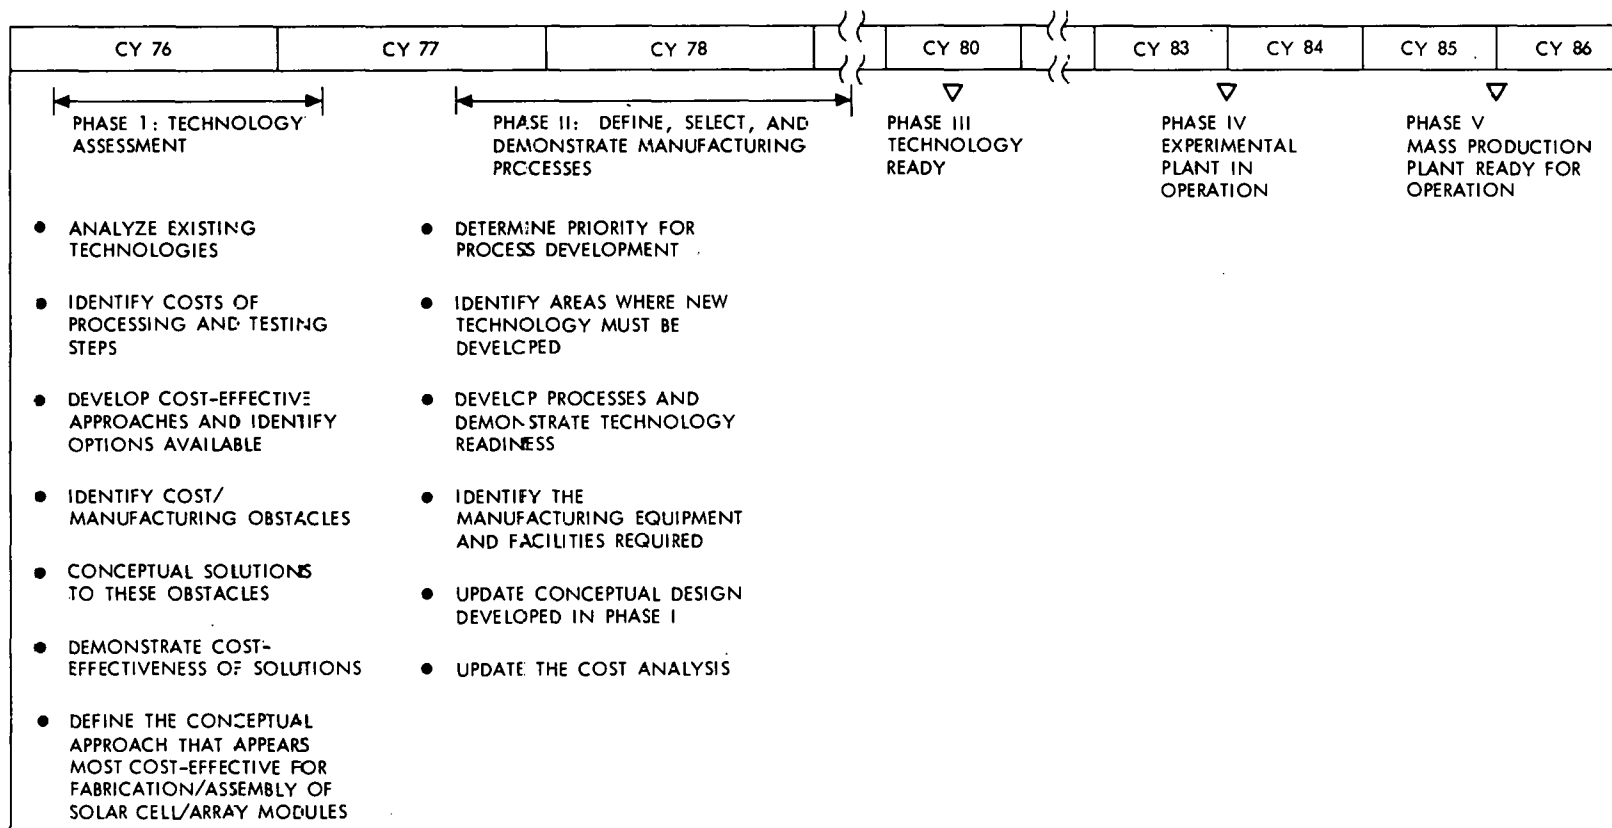 CY 76 CY 77 CY 78 CY 80 CY 83 CY 84 CY 85 CY 86
PHASE I: TECHNOLOGY
ASSESSMENT
PHASE II: DEFINE, SELECT, AND
DEMONSTRATE MANUFACTURING
PROCESSES
PHASE III
TECHNOLOGY
READY
PHASE IV
EXPERIMENTAL
PLANT IN
OPERATION
PHASE V
MASS PRODUCTION
PLANT READY FOR
OPERATION
● ANALYZE EXISTING
TECHNOLOGIES
● IDENTIFY COSTS OF
PROCESSING AND TESTING
STEPS
● DEVELOP COST-EFFECTIVE
APPROACHES AND IDENTIFY
OPTIONS AVAILABLE
● IDENTIFY COST/
MANUFACTURING OBSTACLES
● CONCEPTUAL SOLUTIONS
TO THESE OBSTACLES
● DEMONSTRATE COST-
EFFECTIVENESS OF SOLUTIONS
● DEFINE THE CONCEPTUAL
APPROACH THAT APPEARS
MOST COST-EFFECTIVE FOR
FABRICATION/ASSEMBLY OF
SOLAR CELL/ARRAY MODULES
● DETERMINE PRIORITY FOR
PROCESS DEVELOPMENT
● IDENTIFY AREAS WHERE NEW
TECHNOLOGY MUST BE
DEVELOPED
● DEVELOP PROCESSES AND
DEMONSTRATE TECHNOLOGY
READINESS
● IDENTIFY THE
MANUFACTURING EQUIPMENT
AND FACILITIES REQUIRED
● UPDATE CONCEPTUAL DESIGN
DEVELOPED IN PHASE I
● UPDATE THE COST ANALYSIS